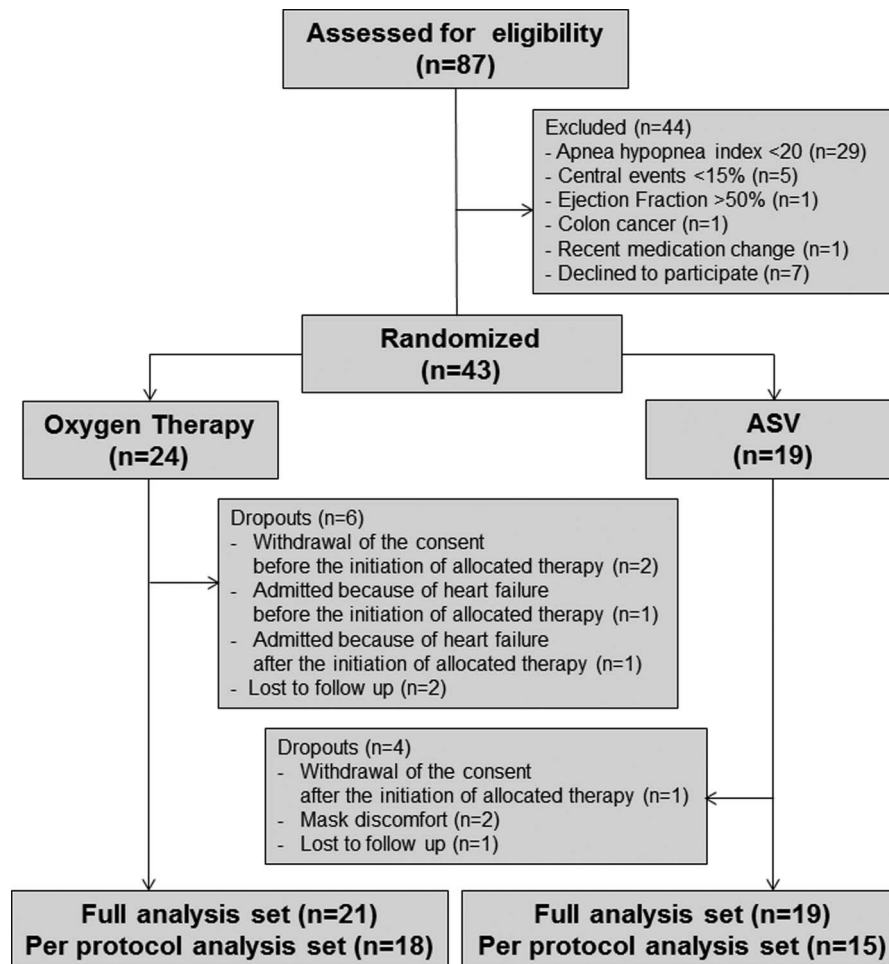 Assessed for eligibility
(n=87)
Excluded (n=44)
- Apnea hypopnea index <20 (n=29)
- Central events <15% (n=5)
- Ejection Fraction >50% (n=1)
- Colon cancer (n=1)
- Recent medication change (n=1)
- Declined to participate (n=7)
Randomized
(n=43)
Oxygen Therapy
(n=24)
ASV
(n=19)
Dropouts (n=6)
- Withdrawal of the consent
before the initiation of allocated therapy (n=2)
- Admitted because of heart failure
before the initiation of allocated therapy (n=1)
- Admitted because of heart failure
after the initiation of allocated therapy (n=1)
- Lost to follow up (n=2)
Dropouts (n=4)
- Withdrawal of the consent
after the initiation of allocated therapy (n=1)
- Mask discomfort (n=2)
- Lost to follow up (n=1)
Full analysis set (n=21)
Per protocol analysis set (n=18)
Full analysis set (n=19)
Per protocol analysis set (n=15)